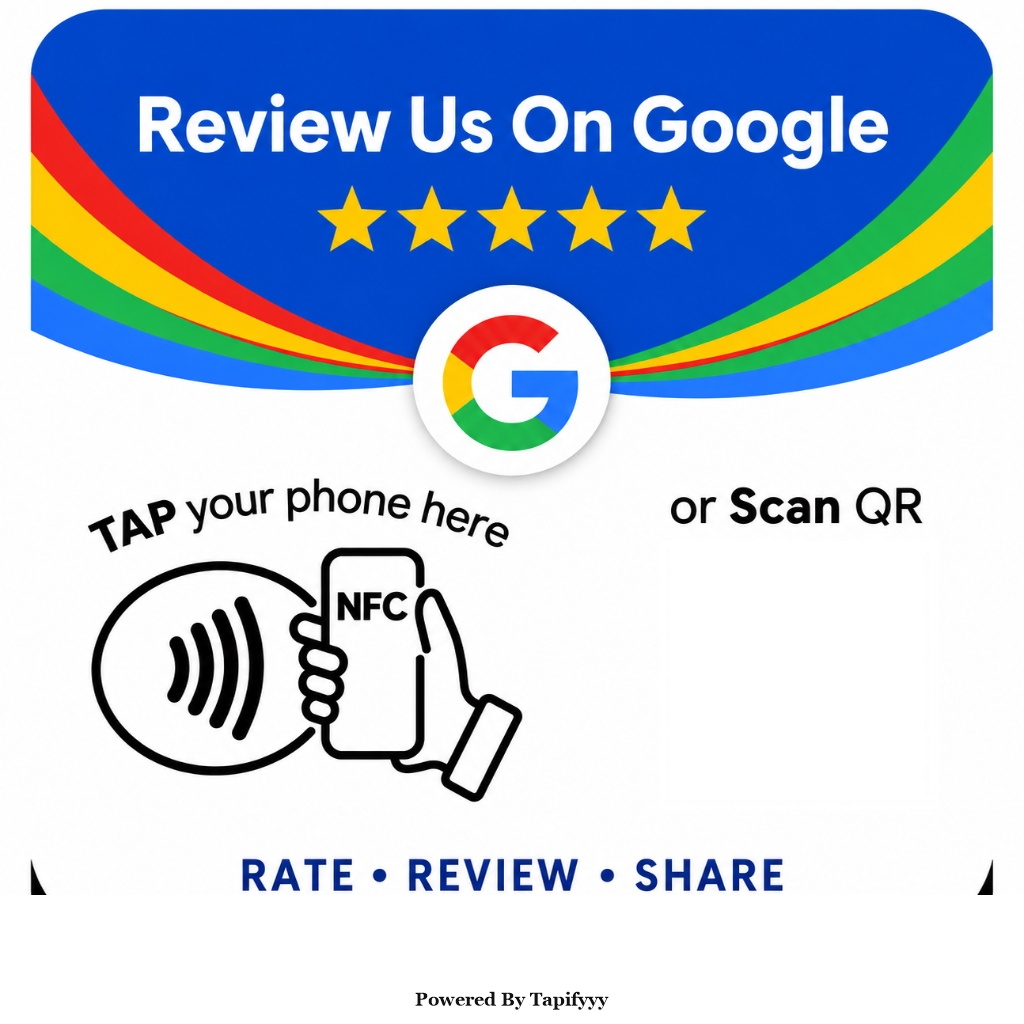 Review Us On Google
TAP your phone here
or Scan QR
NFC
RATE • REVIEW • SHARE
Powered By Tapifyyy